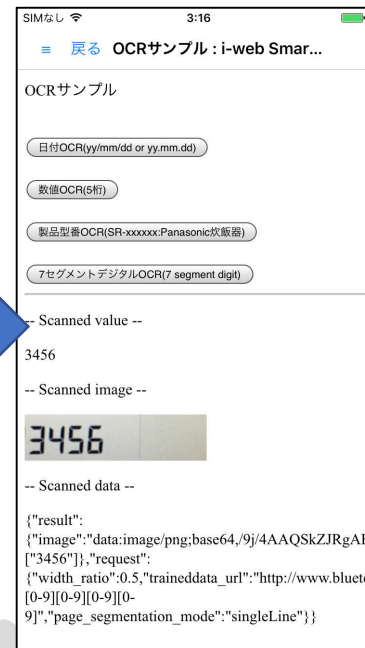 SIMなし 3:16
≡ 戻る OCRサンプル : i-web Smar...
OCRサンプル
日付OCR(yy/mm/dd or yy.mm.dd)
数値OCR(5桁)
製品型番OCR(SR-xxxxxx:Panasonic炊飯器)
7セグメントデジタルOCR(7 segment digit)
-- Scanned value --
3456
-- Scanned image --
3456
-- Scanned data --
{"result":
{"image":"data:image/png;base64,/9j/4AAQSkZJRgAB
["3456"]},"request":
{"width_ratio":0.5,"traineddata_url":"http://www.bluete
[0-9][0-9][0-9][0-
9]","page_segmentation_mode":"singleLine"}}